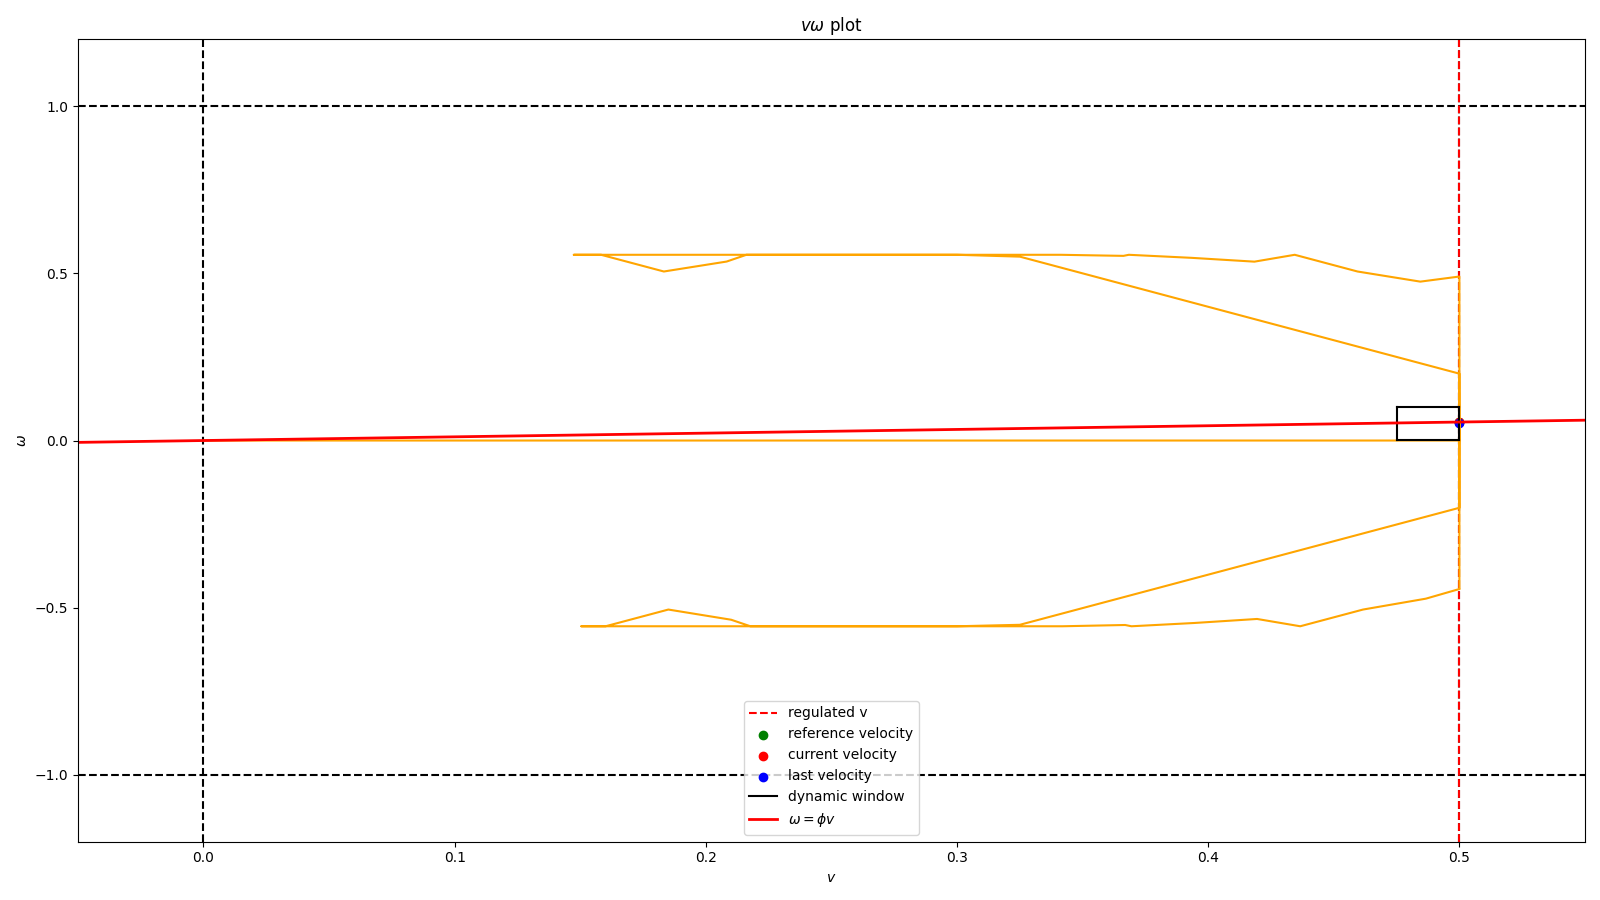 vω plot
1.0
0.5
0.0
−0.5
−1.0
ω
regulated v
reference velocity
current velocity
last velocity
dynamic window
ω = ϕv
0.0 0.1 0.2 0.3 0.4 0.5
v